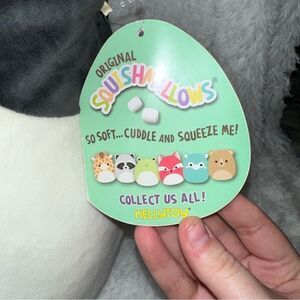 ORIGINAL
SQUISHMALLOWS®
SO SOFT...CUDDLE AND SQUEEZE ME!
COLLECT US ALL!
KELLYTOY®